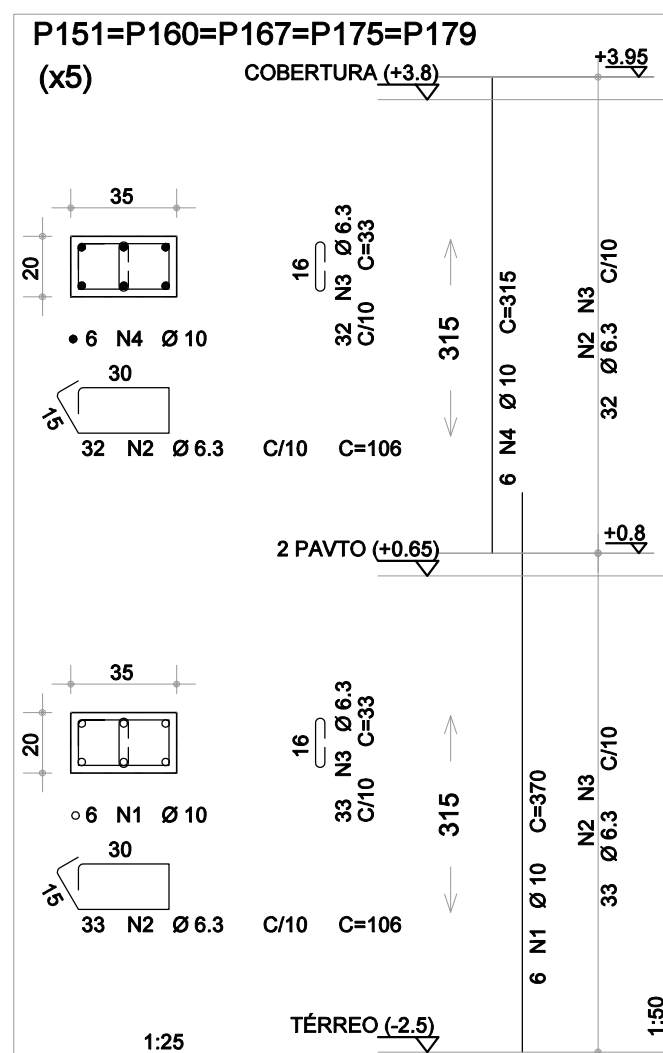 P151=P160=P167=P175=P179
(x5)
COBERTURA (+3.8)
+3.95
35
20
6 N4 Ø 10
30
15
32 N2 Ø 6.3 C/10 C=106
16
32 N3 Ø 6.3
C/10 C=33
315
6 N4 Ø 10 C=315
N2 N3
32 Ø 6.3 C/10
2 PAVTO (+0.65)
+0.8
35
20
6 N1 Ø 10
30
15
33 N2 Ø 6.3 C/10 C=106
16
33 N3 Ø 6.3
C/10 C=33
315
6 N1 Ø 10 C=370
N2 N3
33 Ø 6.3 C/10
TÉRREO (-2.5)
1:25
1:50